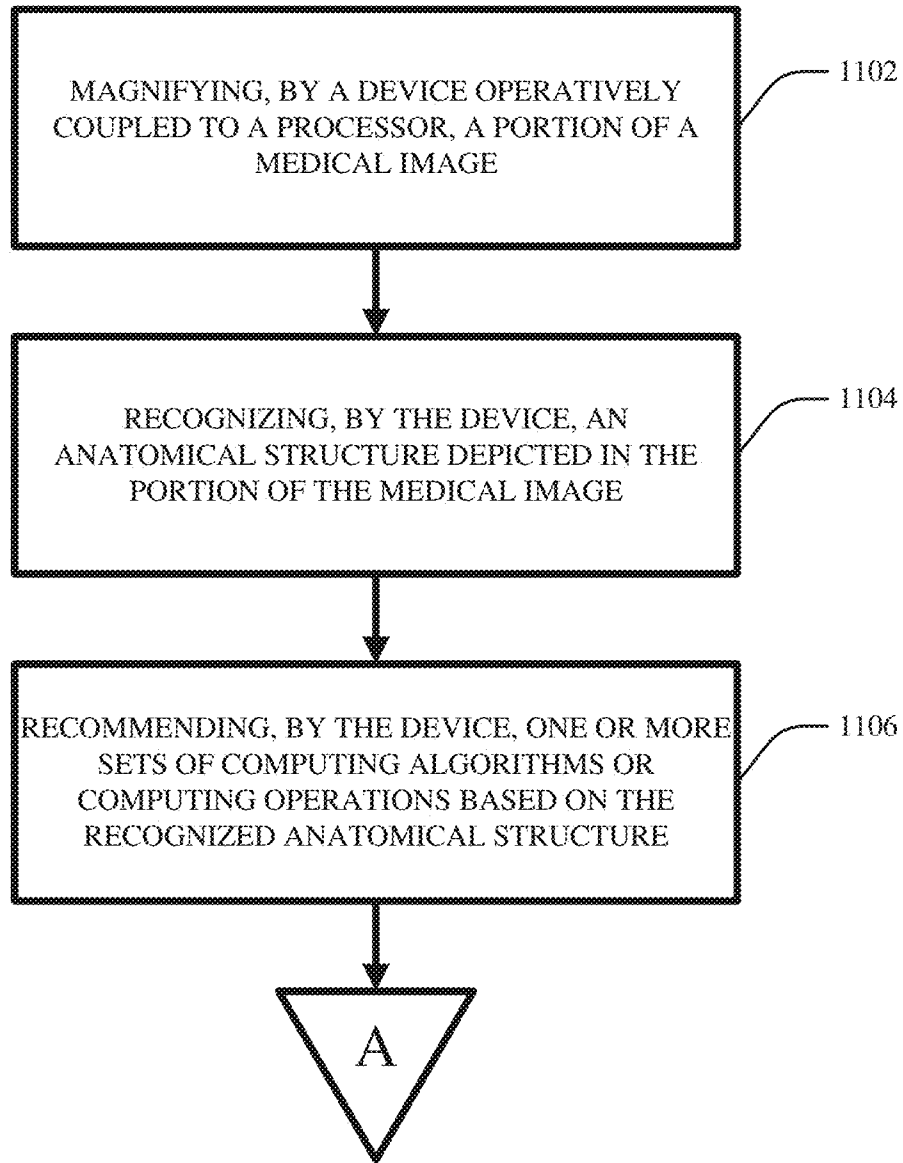 MAGNIFYING, BY A DEVICE OPERATIVELY
COUPLED TO A PROCESSOR, A PORTION OF A
MEDICAL IMAGE
1102
RECOGNIZING, BY THE DEVICE, AN
ANATOMICAL STRUCTURE DEPICTED IN THE
PORTION OF THE MEDICAL IMAGE
1104
RECOMMENDING, BY THE DEVICE, ONE OR MORE
SETS OF COMPUTING ALGORITHMS OR
COMPUTING OPERATIONS BASED ON THE
RECOGNIZED ANATOMICAL STRUCTURE
1106
A